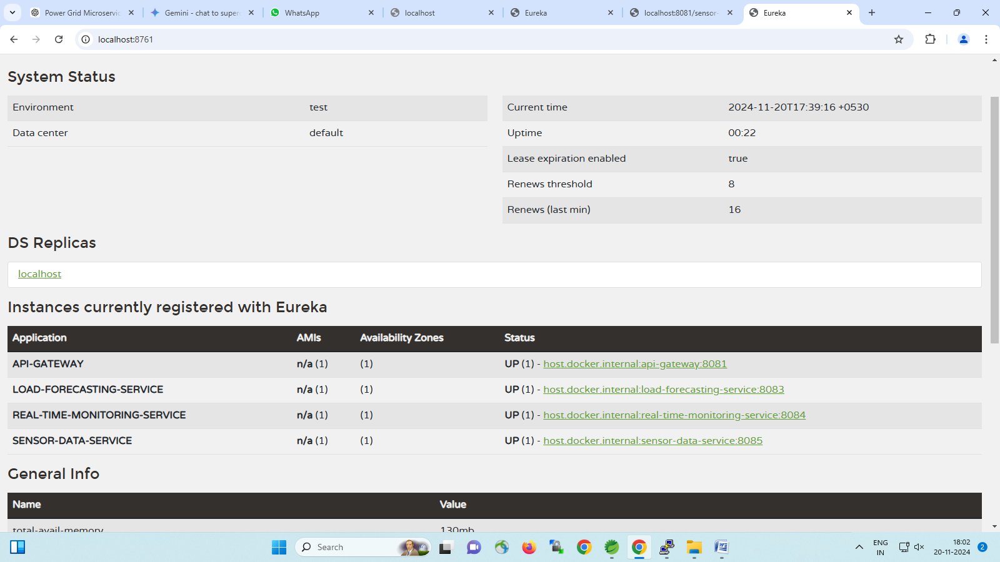 Power Grid Microservic
Gemini - chat to super
WhatsApp
localhost
Eureka
localhost:8081/sensor-
Eureka
localhost:8761
System Status
Environment test
Data center default
Current time 2024-11-20T17:39:16 +0530
Uptime 00:22
Lease expiration enabled true
Renews threshold 8
Renews (last min) 16
DS Replicas
localhost
Instances currently registered with Eureka
Application AMIs Availability Zones Status
API-GATEWAY n/a (1) (1) UP (1) - host.docker.internal:api-gateway:8081
LOAD-FORECASTING-SERVICE n/a (1) (1) UP (1) - host.docker.internal:load-forecasting-service:8083
REAL-TIME-MONITORING-SERVICE n/a (1) (1) UP (1) - host.docker.internal:real-time-monitoring-service:8084
SENSOR-DATA-SERVICE n/a (1) (1) UP (1) - host.docker.internal:sensor-data-service:8085
General Info
Name Value
total-avail-memory 130mb
Search
ENG
IN
18:02
20-11-2024
2